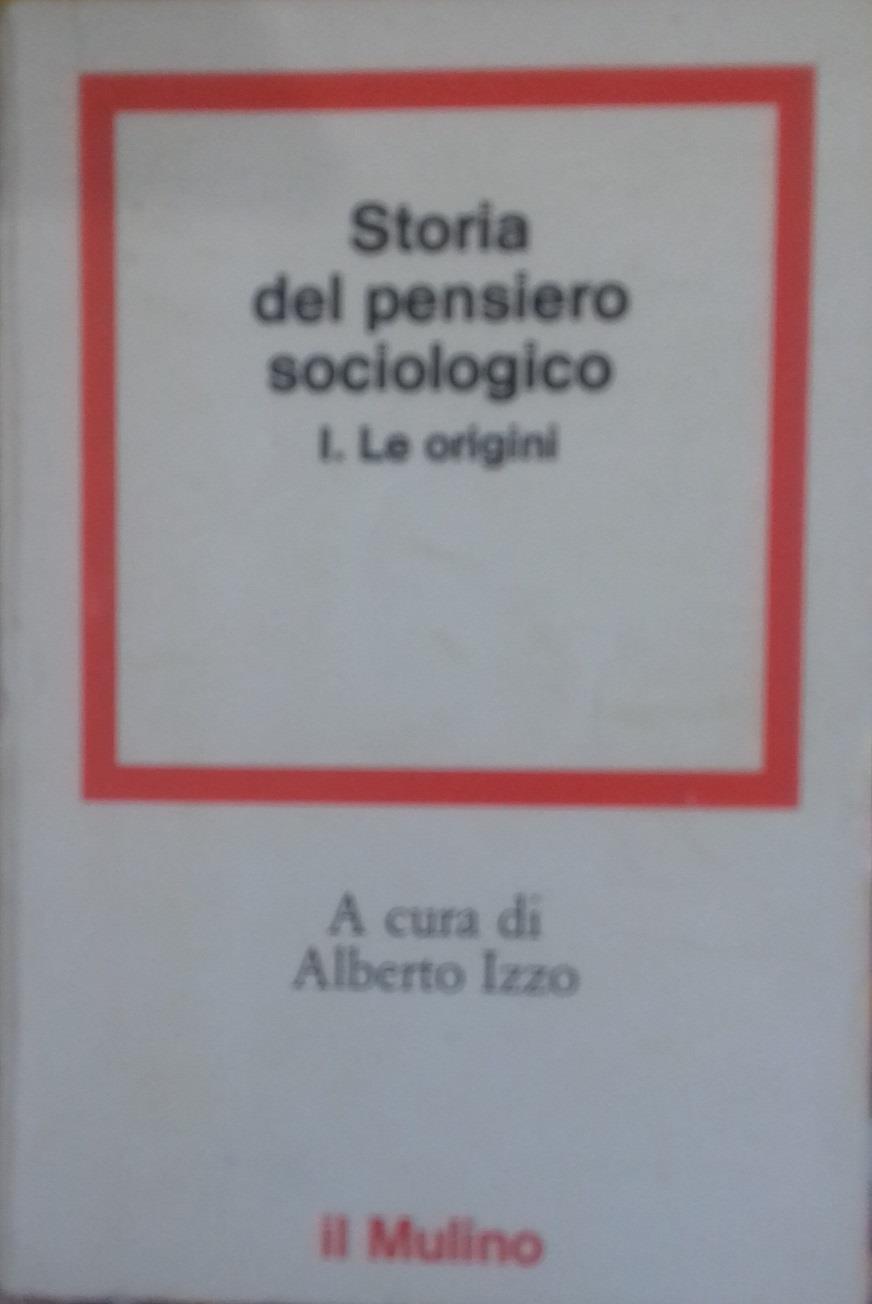 Storia
del pensiero
sociologico
I. Le origini
A cura di
Alberto Izzo
il Mulino